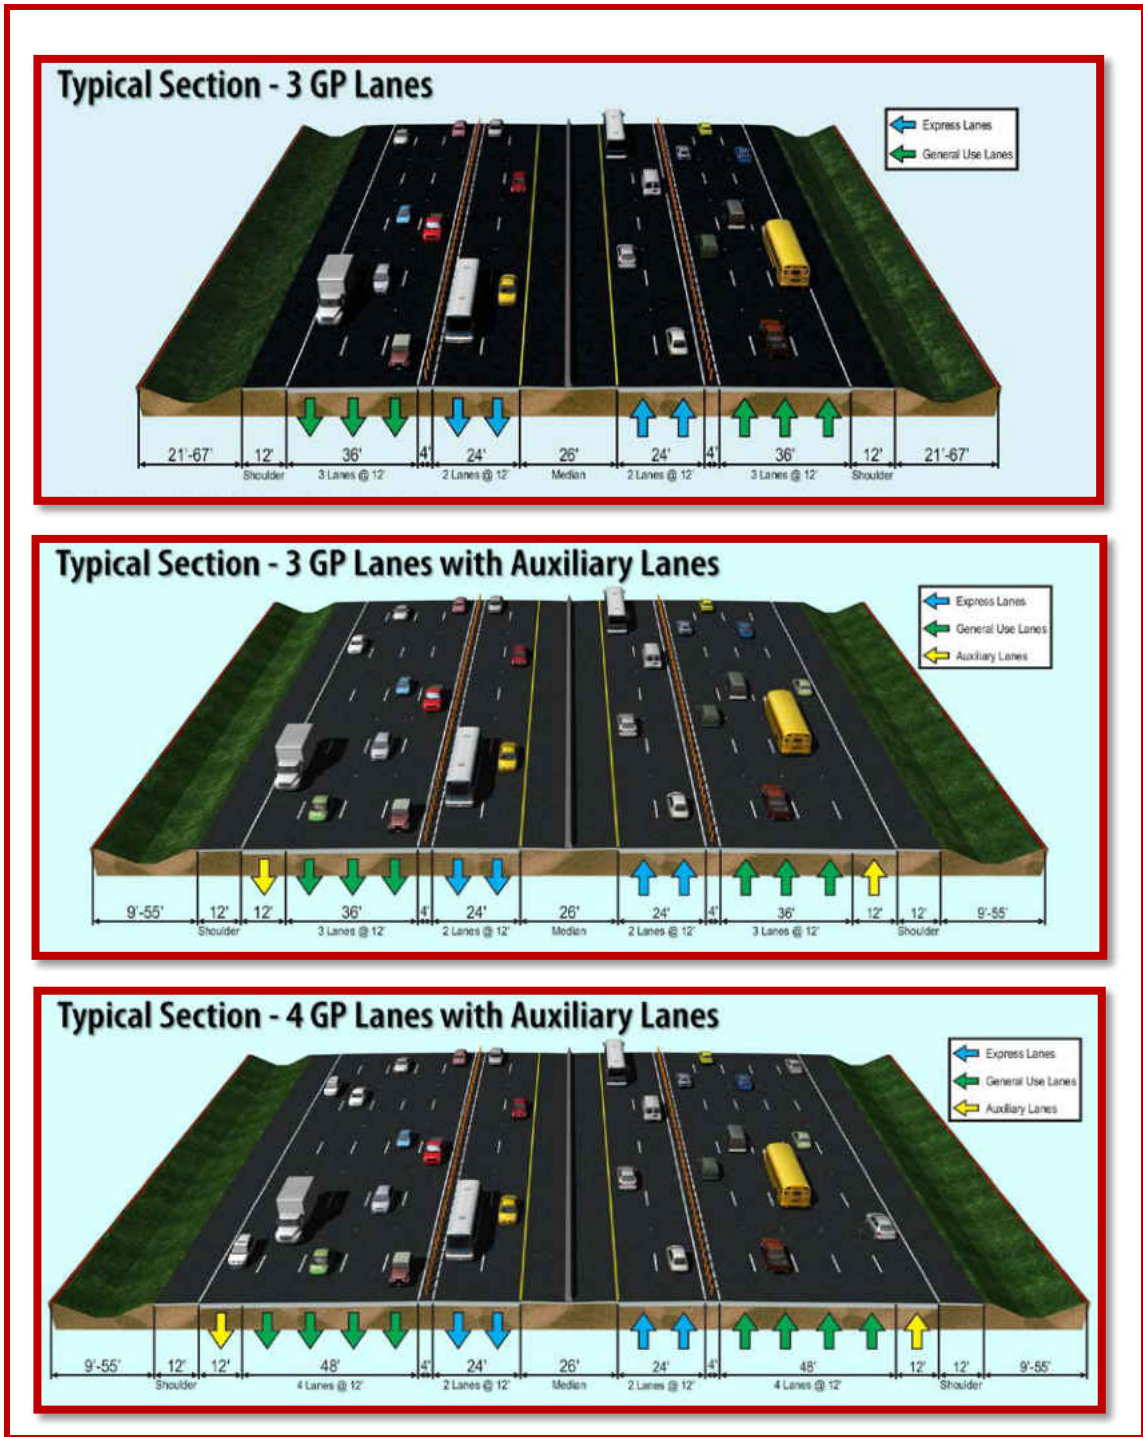 Typical Section - 3 GP Lanes
Express Lanes
General Use Lanes
21'-67' 12' 36' 4' 24' 26' 24' 4' 36' 12' 21'-67'
Shoulder 3 Lanes @ 12' 2 Lanes @ 12' Median 2 Lanes @ 12' 3 Lanes @ 12' Shoulder
Typical Section - 3 GP Lanes with Auxiliary Lanes
Express Lanes
General Use Lanes
Auxiliary Lanes
9'-55' 12' 12' 36' 4' 24' 26' 24' 4' 36' 12' 12' 9'-55'
Shoulder 3 Lanes @ 12' 2 Lanes @ 12' Median 2 Lanes @ 12' 3 Lanes @ 12' Shoulder
Typical Section - 4 GP Lanes with Auxiliary Lanes
Express Lanes
General Use Lanes
Auxiliary Lanes
9'-55' 12' 12' 48' 4' 24' 26' 24' 4' 48' 12' 12' 9'-55'
Shoulder 4 Lanes @ 12' 2 Lanes @ 12' Median 2 Lanes @ 12' 4 Lanes @ 12' Shoulder